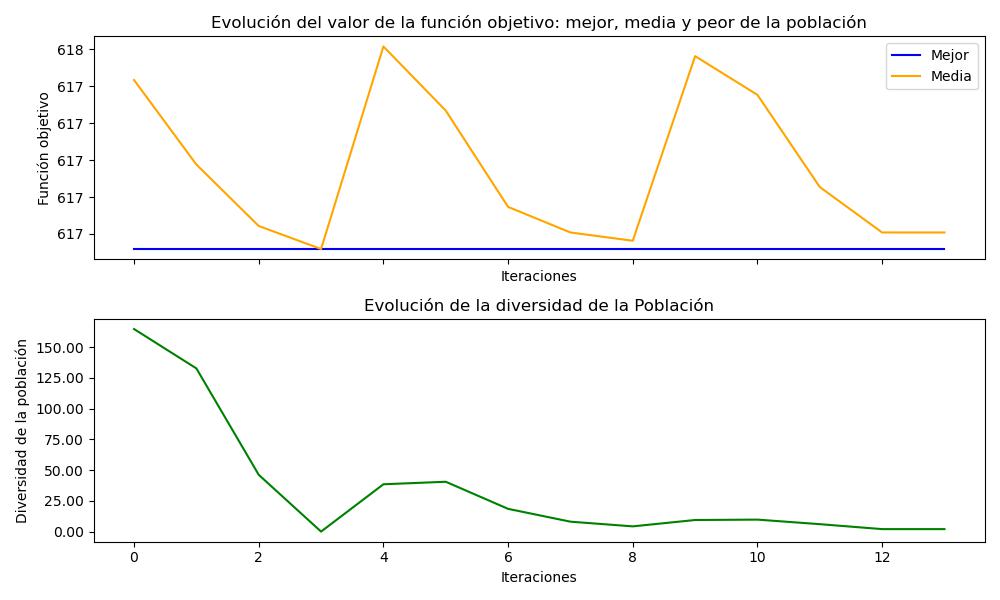 Evolución del valor de la función objetivo: mejor, media y peor de la población
618
617
617
617
617
617
Función objetivo
Mejor
Media
Iteraciones
Evolución de la diversidad de la Población
150.00
125.00
100.00
75.00
50.00
25.00
0.00
Diversidad de la población
0 2 4 6 8 10 12
Iteraciones